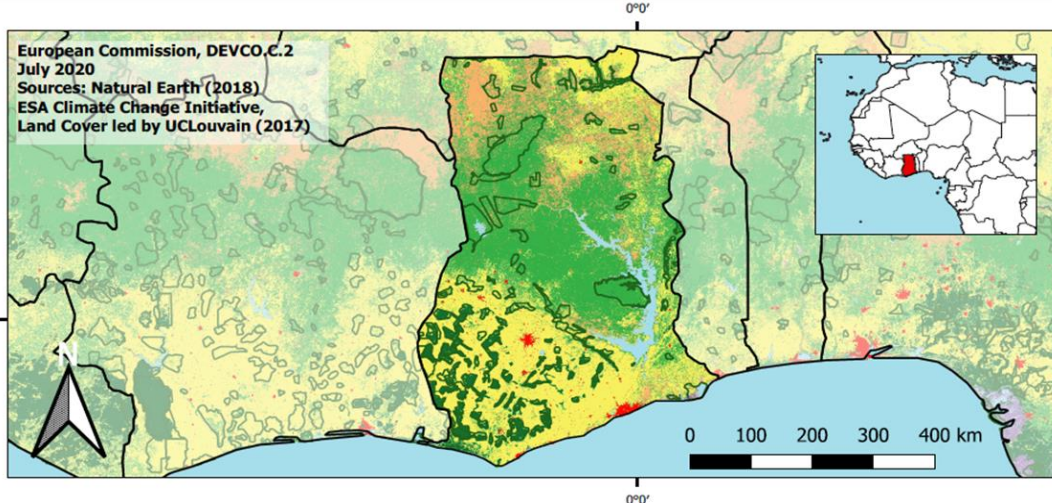 0°0′
European Commission, DEVCO.C.2
July 2020
Sources: Natural Earth (2018)
ESA Climate Change Initiative,
Land Cover led by UCLouvain (2017)
N
0 100 200 300 400 km
0°0′